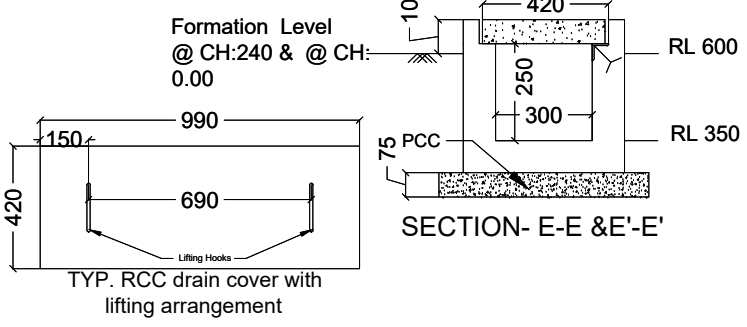 Formation Level
@ CH:240 & @ CH:
0.00
990
150
420
690
Lifting Hooks
TYP. RCC drain cover with
lifting arrangement
420
RL 600
250
300
RL 350
75
PCC
SECTION- E-E &E'-E'